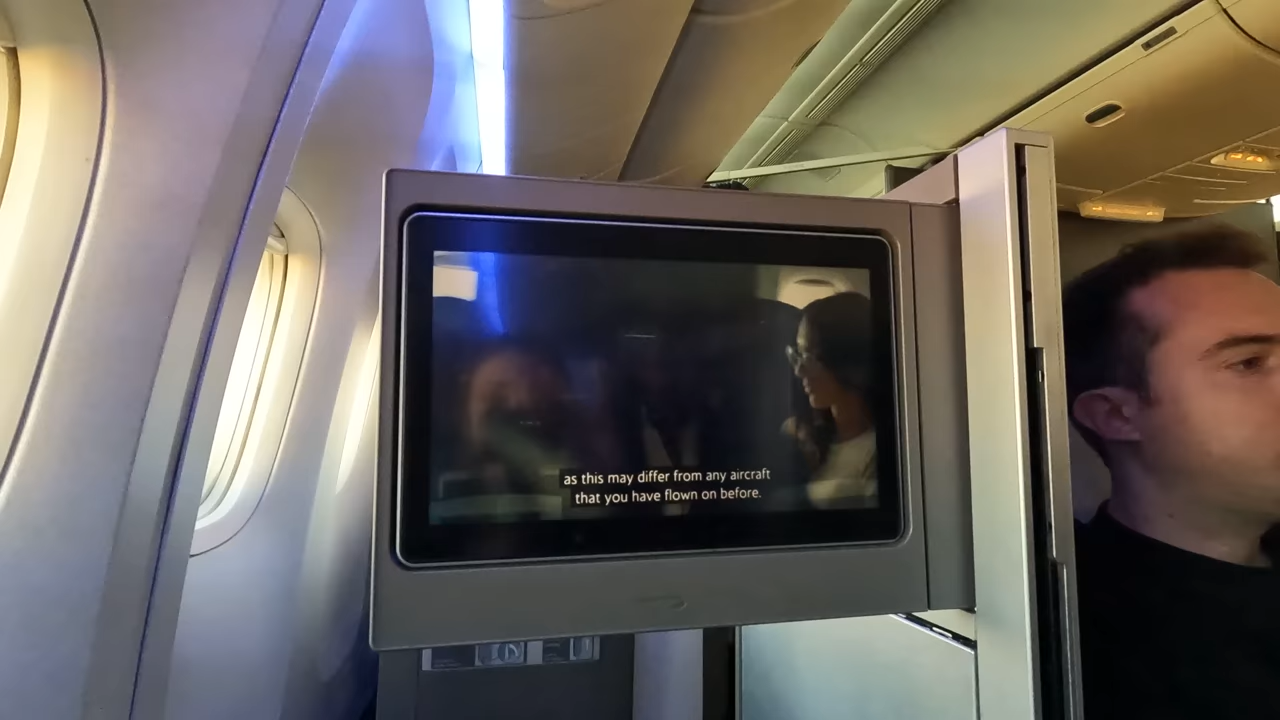 as this may differ from any aircraft
that you have flown on before.